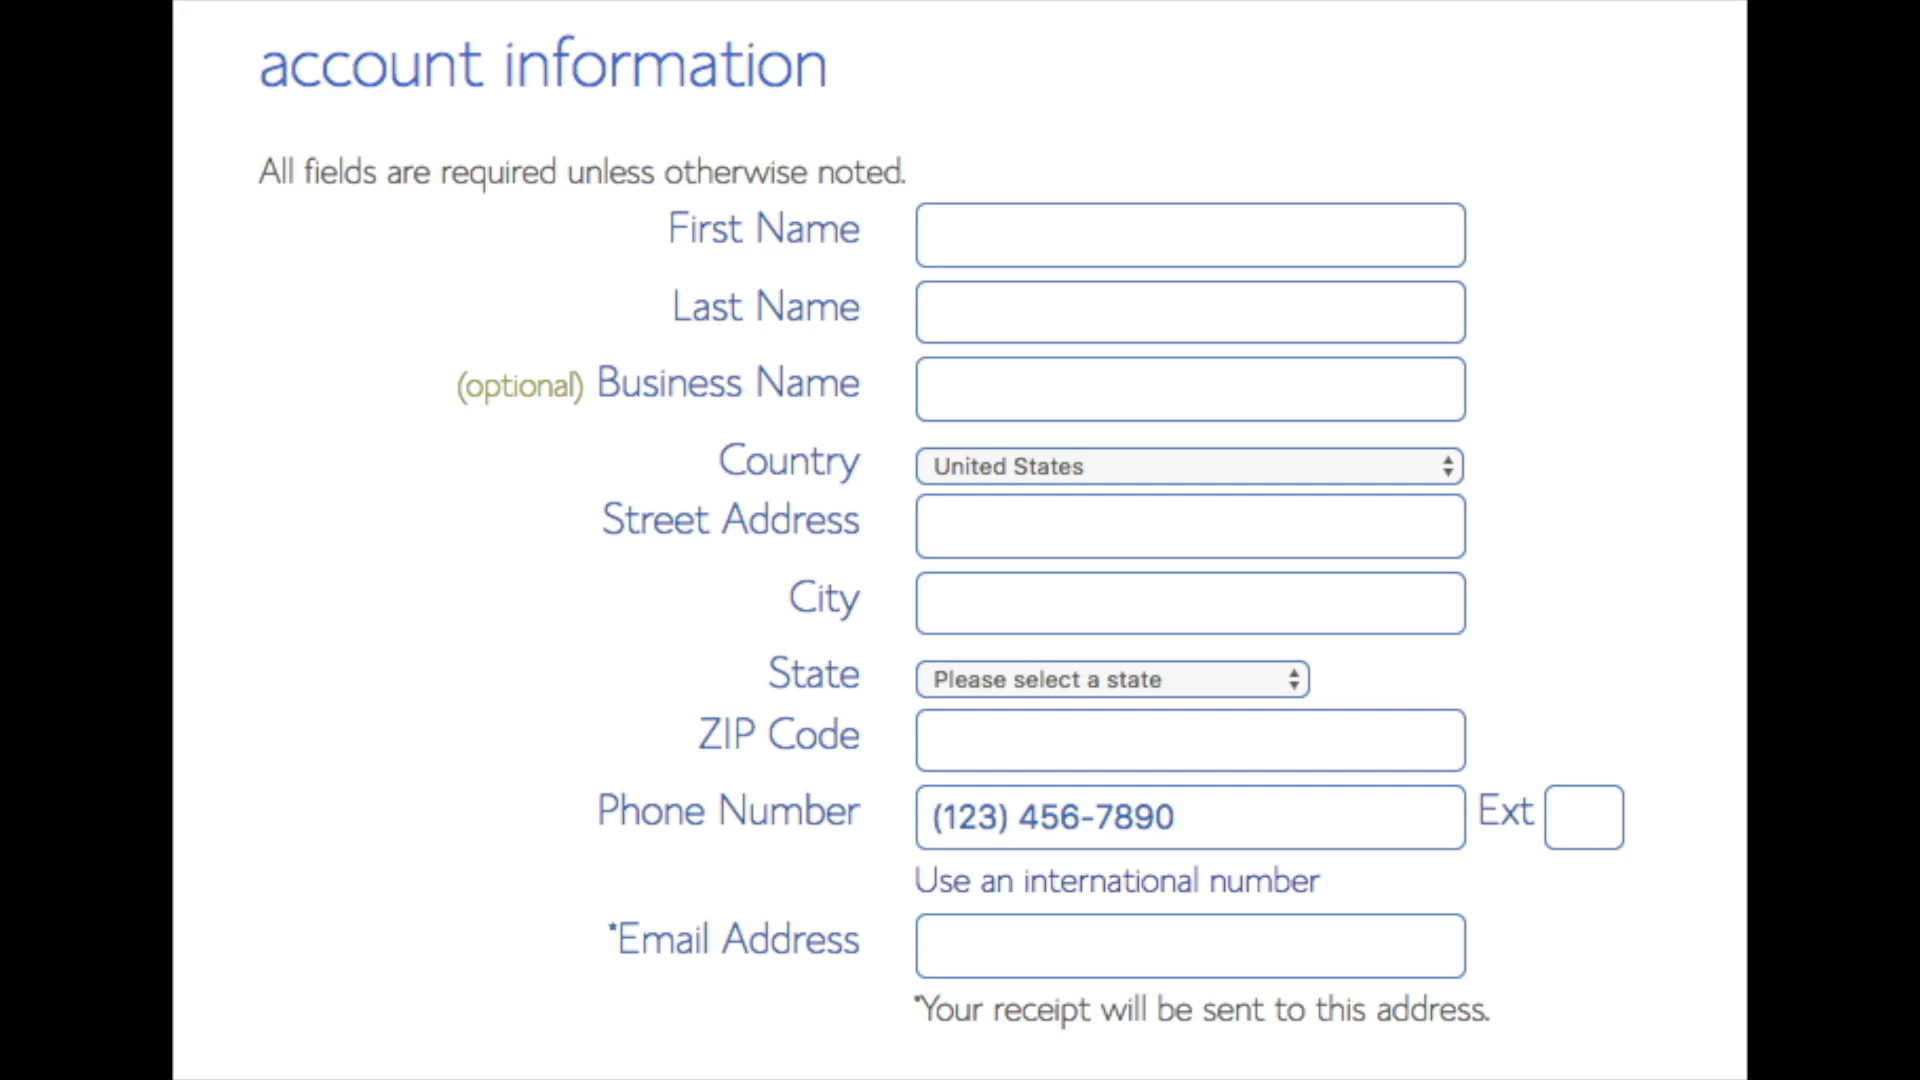 account information
All fields are required unless otherwise noted.
First Name
Last Name
(optional) Business Name
Country United States
Street Address
City
State Please select a state
ZIP Code
Phone Number (123) 456-7890 Ext
Use an international number
*Email Address
*Your receipt will be sent to this address.